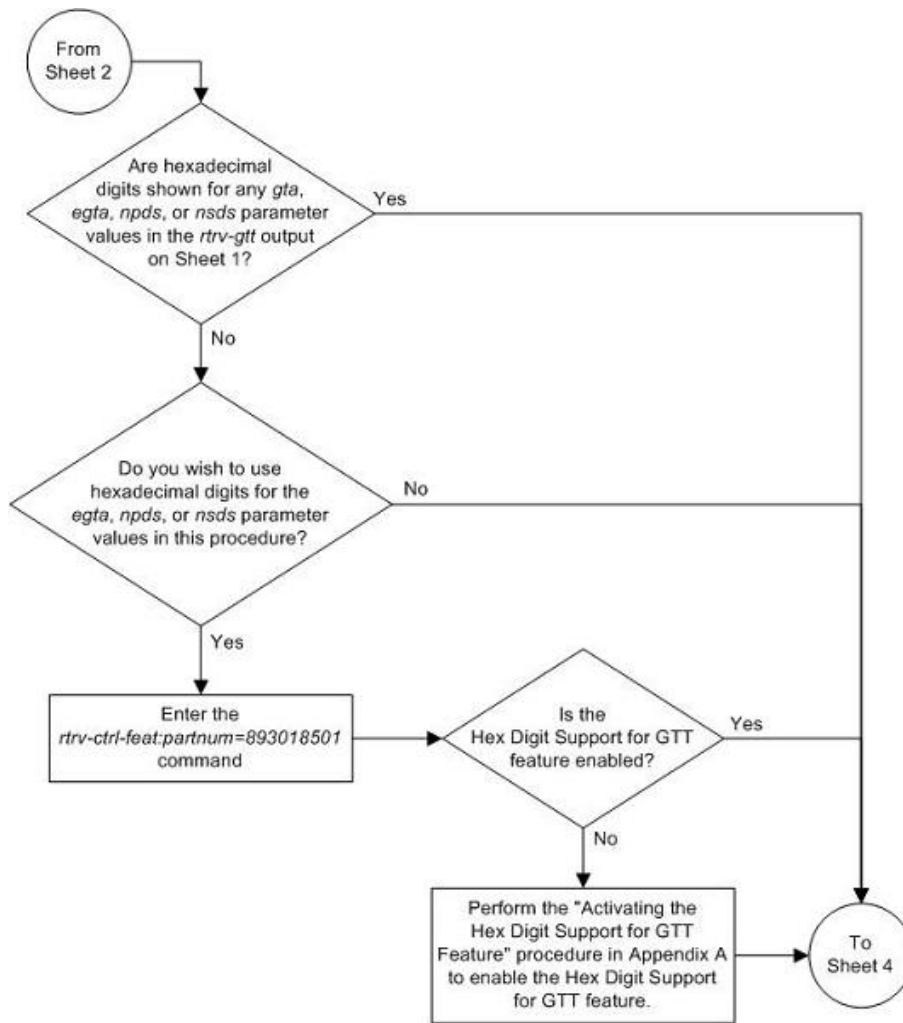 From
Sheet 2
Are hexadecimal
digits shown for any gta,
egta, npds, or nsds parameter
values in the rtrv-gtt output
on Sheet 1?
Yes
No
Do you wish to use
hexadecimal digits for the
egta, npds, or nsds parameter
values in this procedure?
No
Yes
Enter the
rtrv-ctrl-feat:partnum=893018501
command
Is the
Hex Digit Support for GTT
feature enabled?
Yes
No
Perform the "Activating the
Hex Digit Support for GTT
Feature" procedure in Appendix A
to enable the Hex Digit Support
for GTT feature.
To
Sheet 4